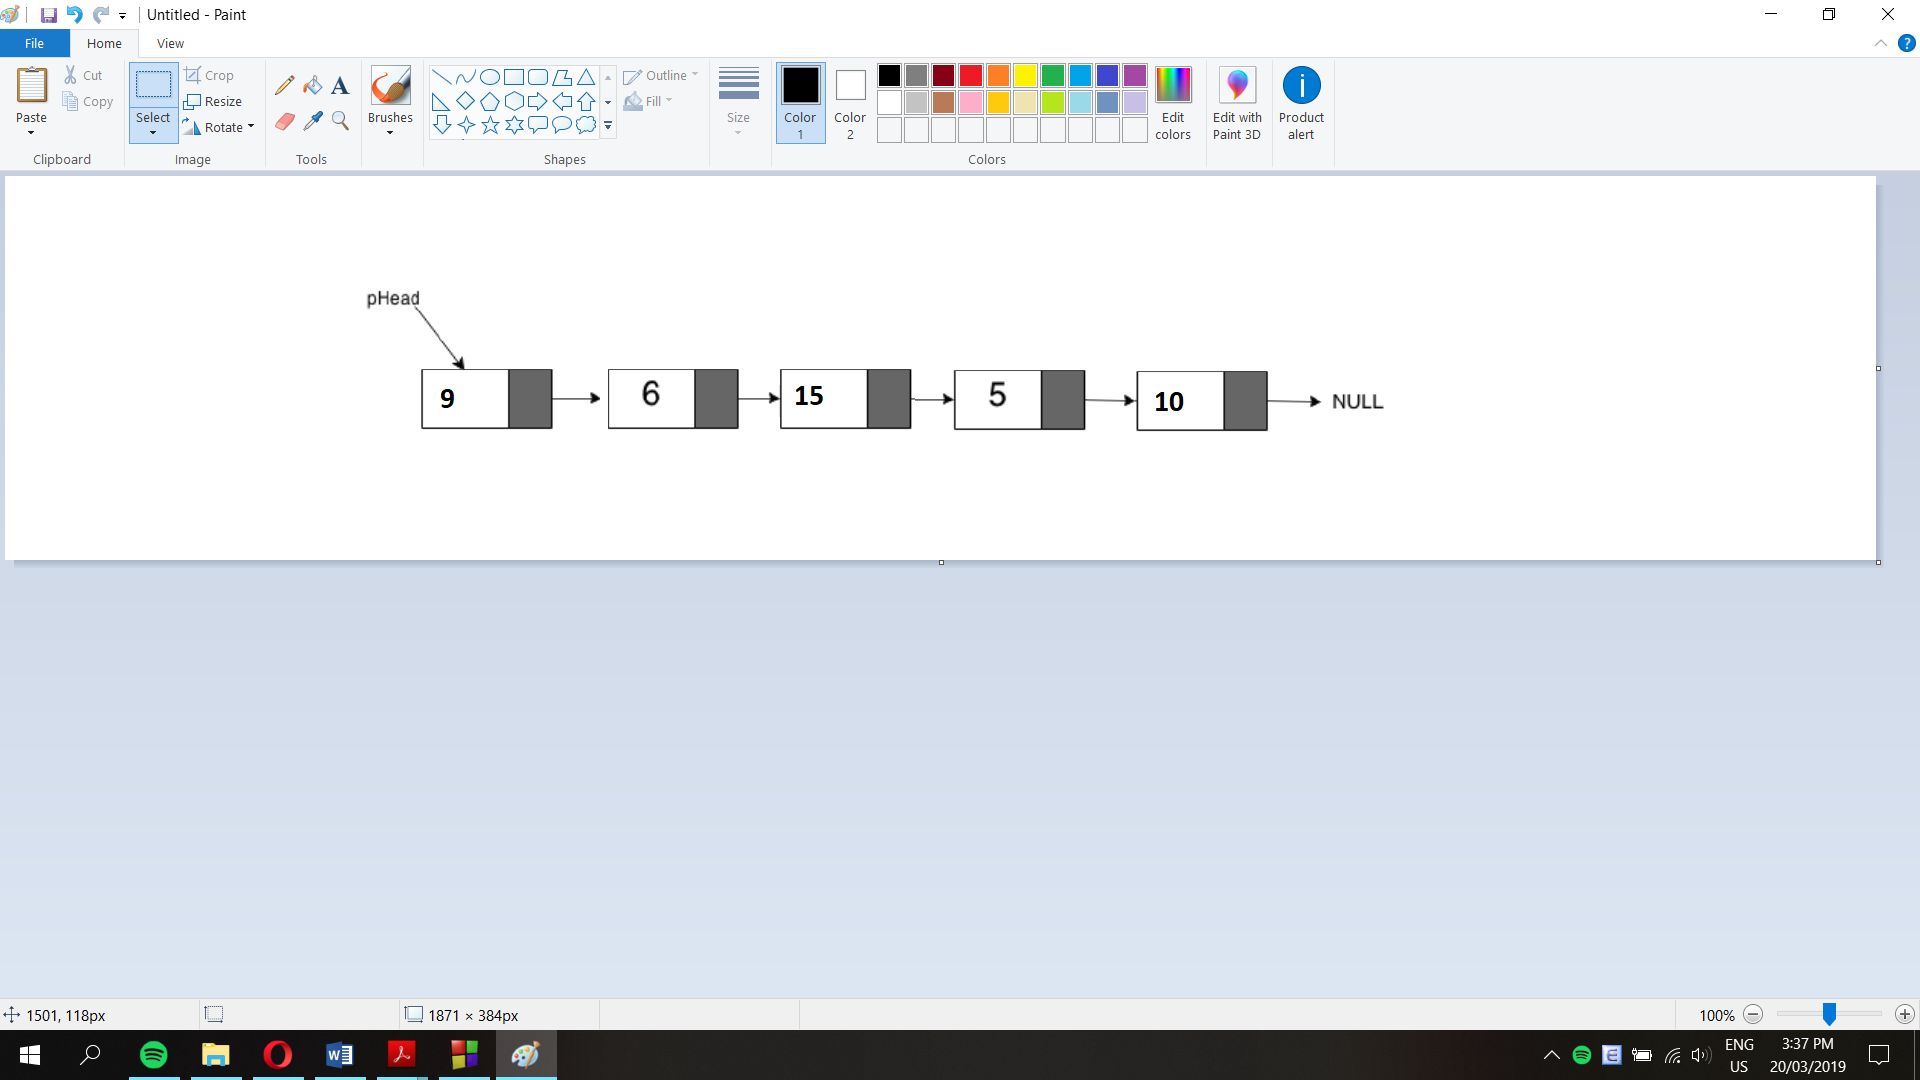 Untitled - Paint
File Home View
Paste
Cut
Copy
Clipboard
Select
Crop
Resize
Rotate
Image
A
Tools
Brushes
Shapes
Outline
Fill
Size
Color 1
Color 2
Colors
Edit colors
Edit with Paint 3D
Product alert
pHead
9 6 15 5 10 NULL
1501, 118px
1871 × 384px
100%
ENG
US
3:37 PM
20/03/2019